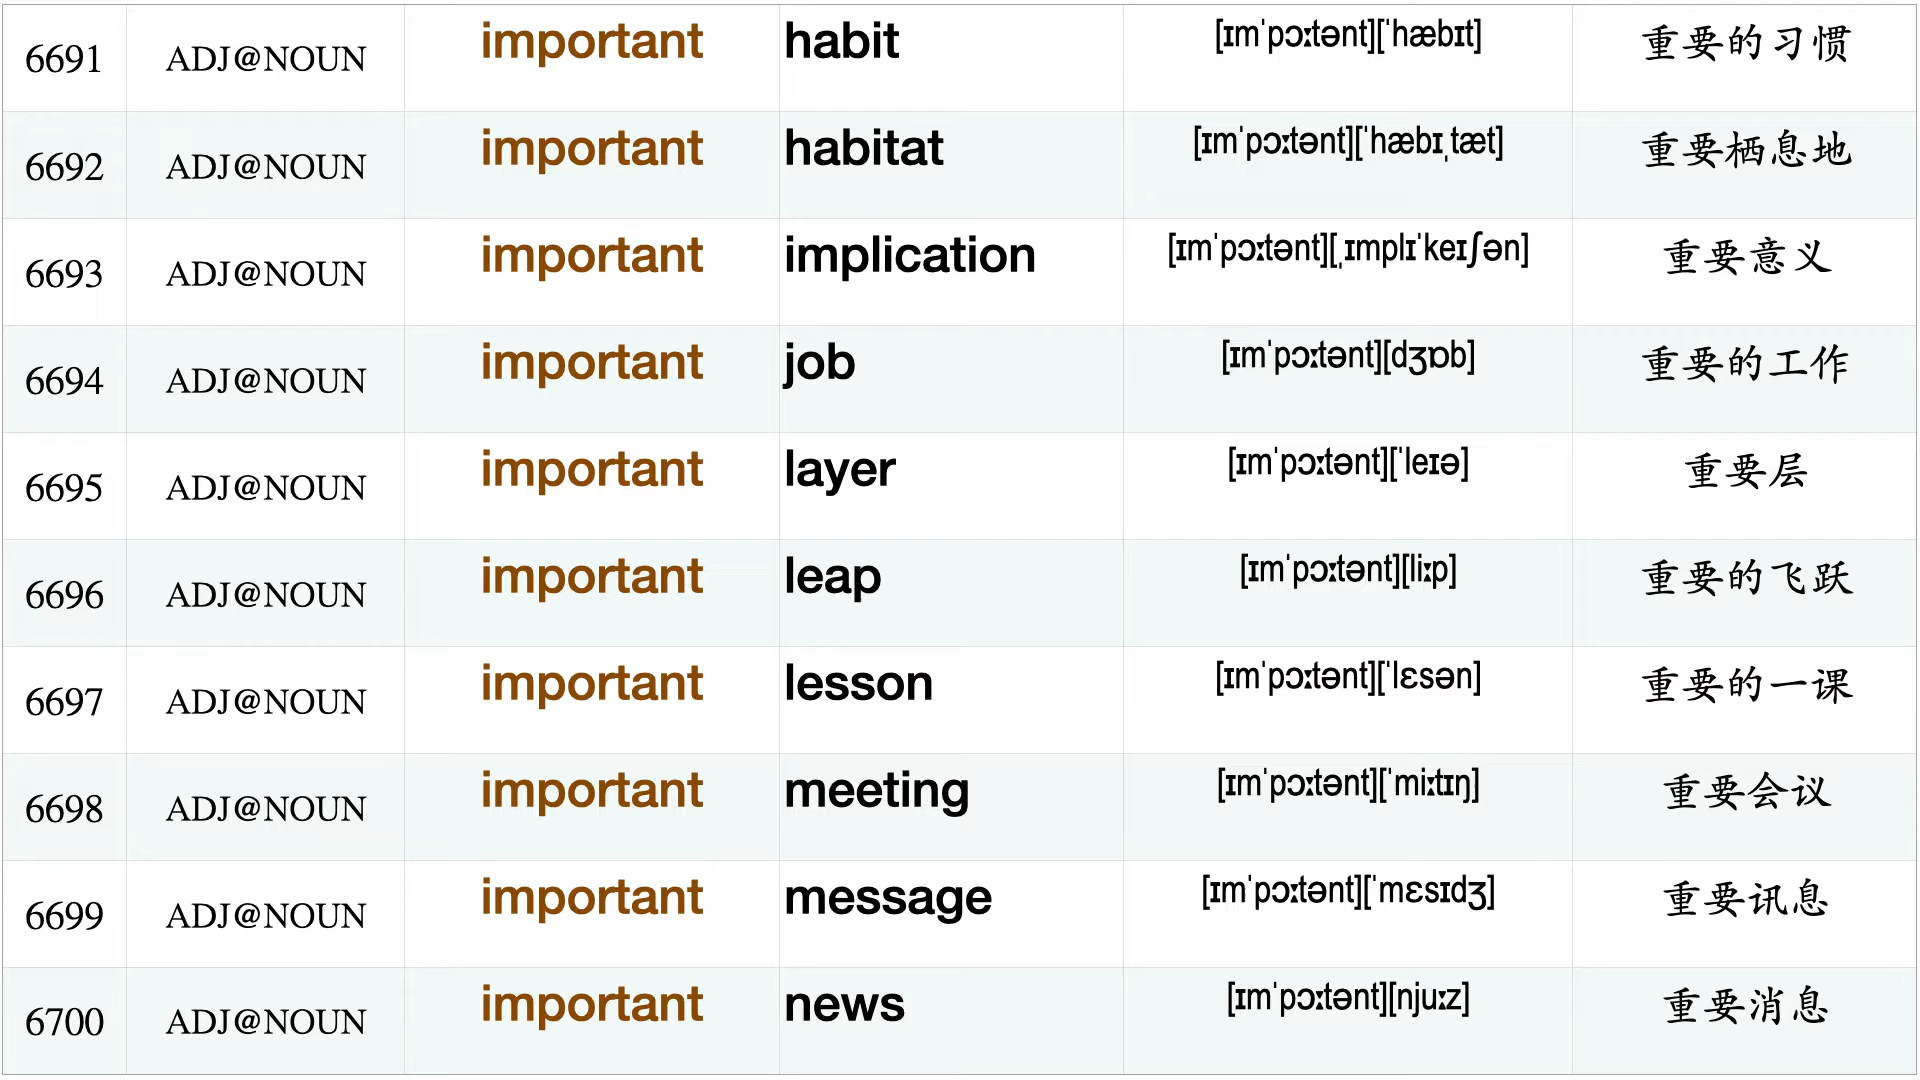 6691 ADJ@NOUN important habit [ɪmˈpɔːtənt][ˈhæbɪt] 重要的习惯
6692 ADJ@NOUN important habitat [ɪmˈpɔːtənt][ˈhæbɪˌtæt] 重要栖息地
6693 ADJ@NOUN important implication [ɪmˈpɔːtənt][ˌɪmplɪˈkeɪʃən] 重要意义
6694 ADJ@NOUN important job [ɪmˈpɔːtənt][dʒɒb] 重要的工作
6695 ADJ@NOUN important layer [ɪmˈpɔːtənt][ˈleɪə] 重要层
6696 ADJ@NOUN important leap [ɪmˈpɔːtənt][liːp] 重要的飞跃
6697 ADJ@NOUN important lesson [ɪmˈpɔːtənt][ˈlɛsən] 重要的一课
6698 ADJ@NOUN important meeting [ɪmˈpɔːtənt][ˈmiːtɪŋ] 重要会议
6699 ADJ@NOUN important message [ɪmˈpɔːtənt][ˈmɛsɪdʒ] 重要讯息
6700 ADJ@NOUN important news [ɪmˈpɔːtənt][njuːz] 重要消息